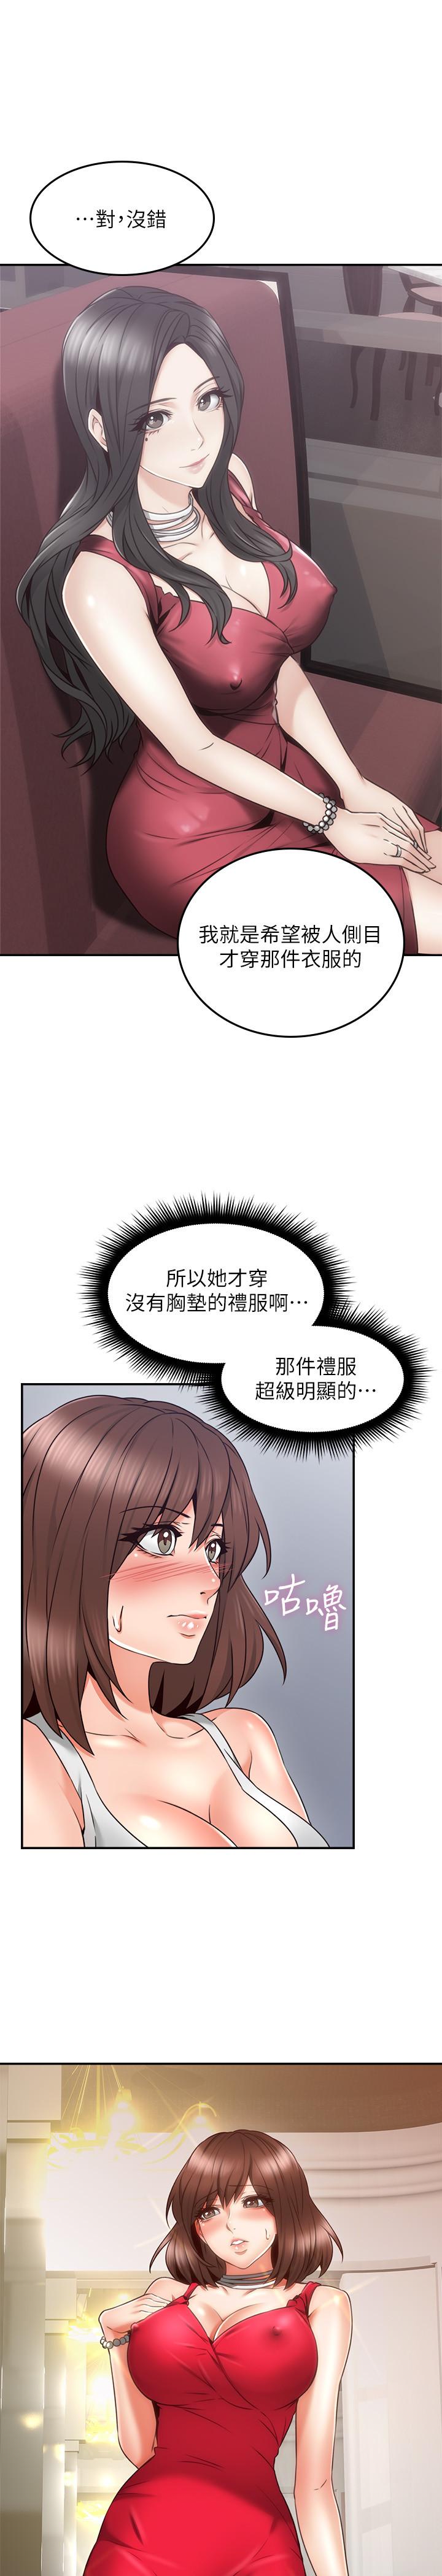 …對，沒錯
我就是希望被人側目
才穿那件衣服的
所以她才穿
沒有胸墊的禮服啊…
那件禮服
超級明顯的…
咕嚕